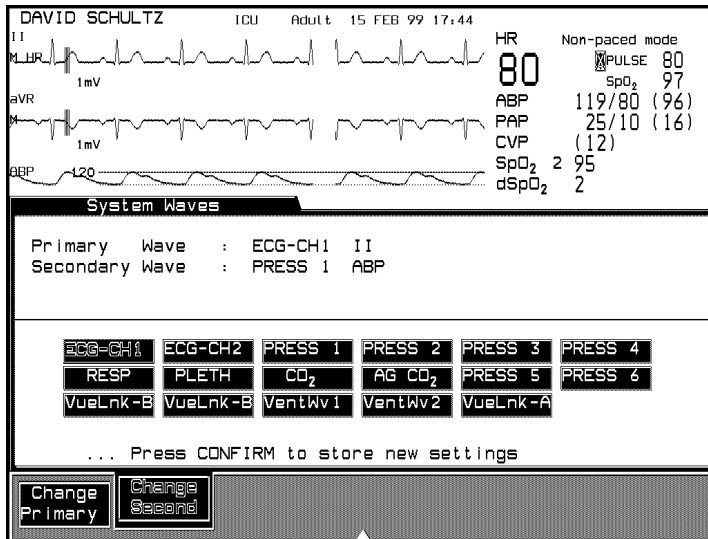 DAVID SCHULTZ ICU Adult 15 FEB 99 17:44
II
M HR
1mV
aVR
M
1mV
ABP 120
HR Non-paced mode
80 PULSE 80
SpO₂ 97
ABP 119/80 (96)
PAP 25/10 (16)
CVP (12)
SpO₂ 2 95
dSpO₂ 2
System Waves
Primary Wave : ECG-CH1 II
Secondary Wave : PRESS 1 ABP
ECG-CH1 ECG-CH2 PRESS 1 PRESS 2 PRESS 3 PRESS 4
RESP PLETH CO₂ AG CO₂ PRESS 5 PRESS 6
VueLnk-B VueLnk-B VentWv1 VentWv2 VueLnk-A
... Press CONFIRM to store new settings
Change
Primary
Change
Second